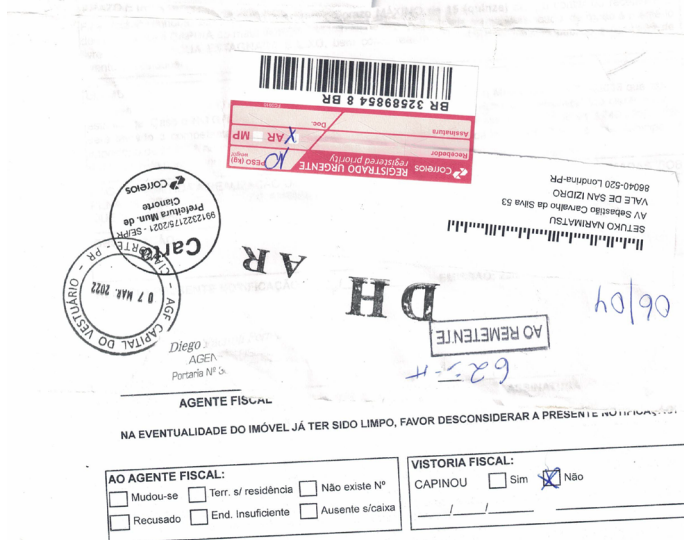 BR 32589854 8 BR
Assinatura
Doc.
Recebedor
AR
MP
REGISTRADO URGENTE
registered priority
PESO (kg)
Correios
SETUKO NARIMATSU
AV Sebastião Carvalho da Silva 53
VALE DE SAN IZIDRO
86040-520 Londrina-PR
Carta
9912322175/2021 - SE/PR
Prefeitura Mun. de
Cianorte
Correios
AGF CAPITAL DO VESTUÁRIO
PR
07 MAR. 2022
AR
DH
AO REMETENTE
06/04
Diego
Portaria Nº
AGENTE FISCAL
NA EVENTUALIDADE DO IMÓVEL JÁ TER SIDO LIMPO, FAVOR DESCONSIDERAR A PRESENTE NOTIFICAÇÃO.
AO AGENTE FISCAL:
Mudou-se
Terr. s/ residência
Não existe Nº
Recusado
End. Insuficiente
Ausente s/caixa
VISTORIA FISCAL:
CAPINOU
Sim
Não